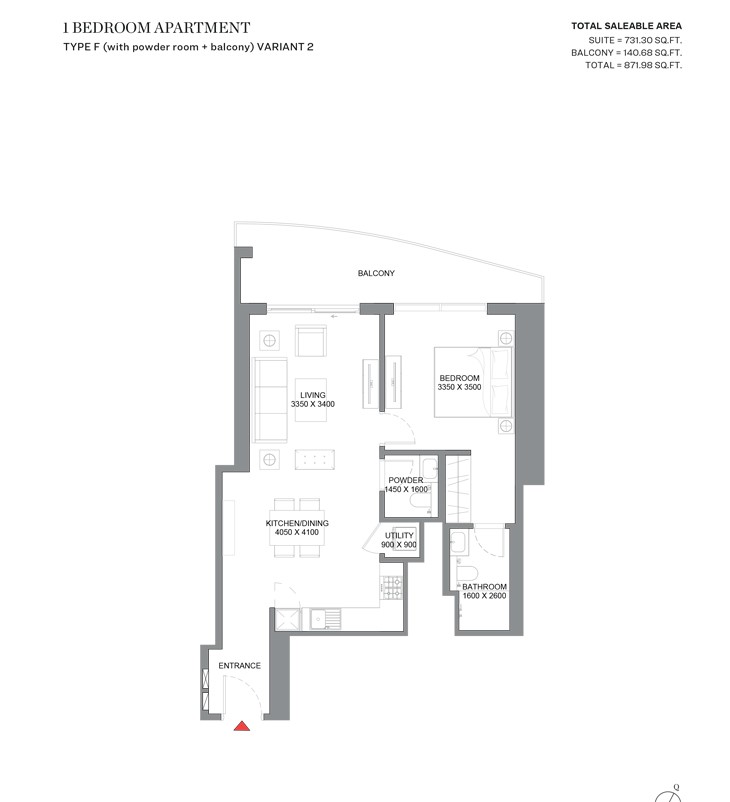 1 BEDROOM APARTMENT
TYPE F (with powder room + balcony) VARIANT 2
TOTAL SALEABLE AREA
SUITE = 731.30 SQ.FT.
BALCONY = 140.68 SQ.FT.
TOTAL = 871.98 SQ.FT.
BALCONY
BEDROOM
3350 X 3500
LIVING
3350 X 3400
POWDER
1450 X 1600
KITCHEN/DINING
4050 X 4100
UTILITY
900 X 900
BATHROOM
1600 X 2600
ENTRANCE
Q